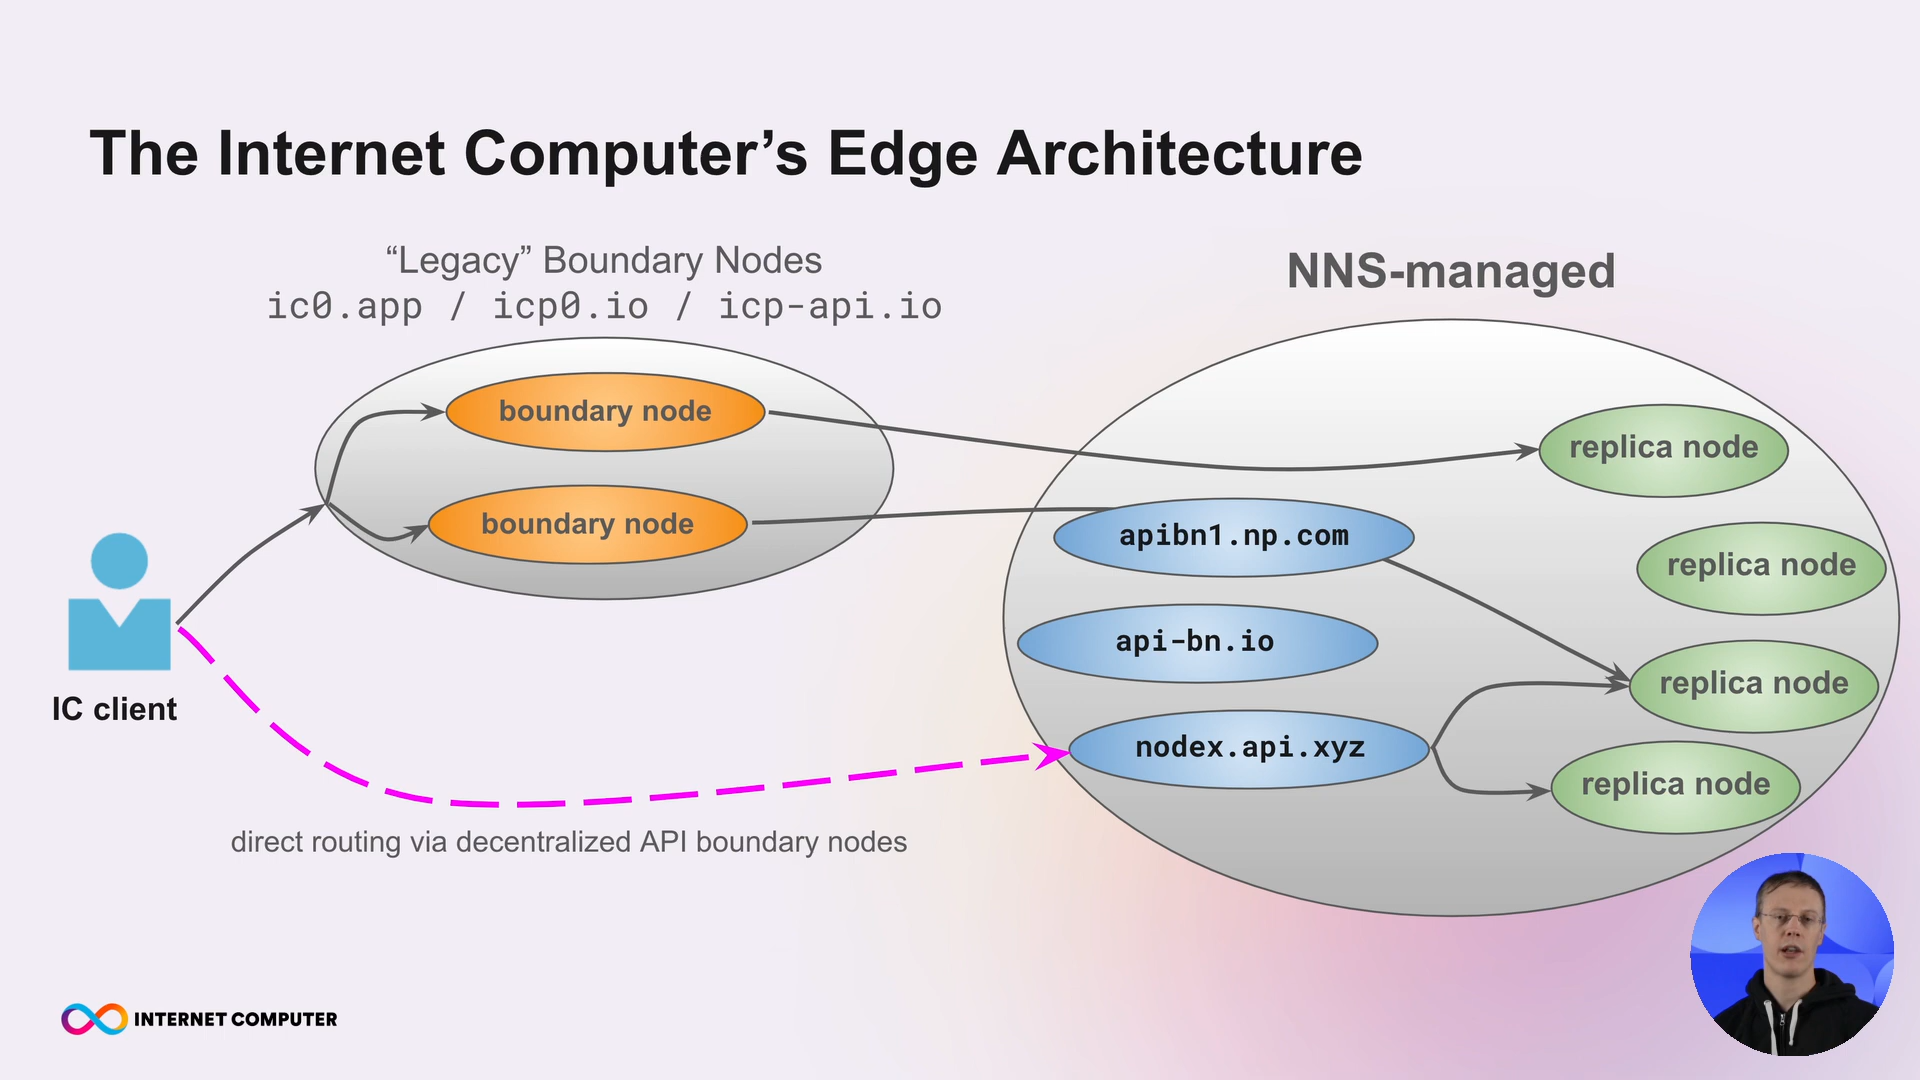 The Internet Computer’s Edge Architecture
“Legacy” Boundary Nodes
ic0.app / icp0.io / icp-api.io
NNS-managed
boundary node
boundary node
replica node
apibn1.np.com
replica node
api-bn.io
replica node
nodex.api.xyz
replica node
IC client
direct routing via decentralized API boundary nodes
INTERNET COMPUTER